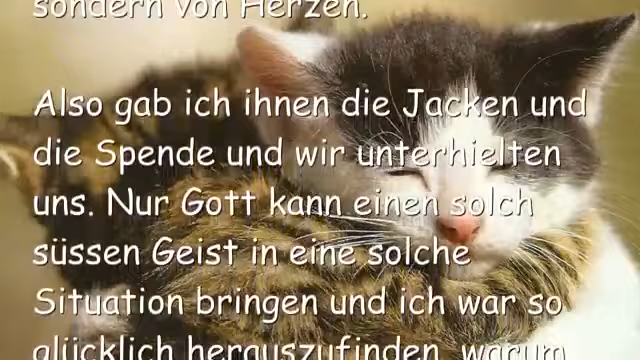 sondern von Herzen.
Also gab ich ihnen die Jacken und
die Spende und wir unterhielten
uns. Nur Gott kann einen solch
süssen Geist in eine solche
Situation bringen und ich war so
glücklich herauszufinden, warum